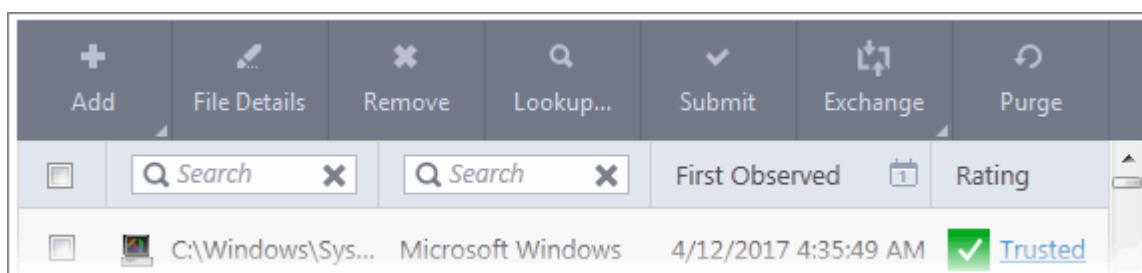 Add File Details Remove Lookup... Submit Exchange Purge
Search Search First Observed 1 Rating
C:\Windows\Sys... Microsoft Windows 4/12/2017 4:35:49 AM Trusted